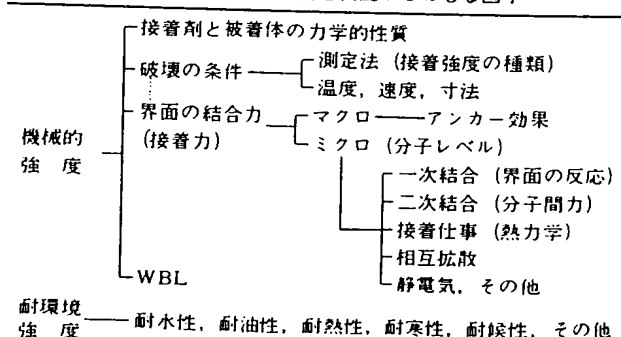 接着剤と被着体の力学的性質
破壊の条件 測定法 (接着強度の種類)
温度, 速度, 寸法
界面の結合力 マクロ アンカー効果
機械的 (接着力) ミクロ (分子レベル)
強度 一次結合 (界面の反応)
二次結合 (分子間力)
接着仕事 (熱力学)
相互拡散
WBL 静電気, その他
耐環境
強度 耐水性, 耐油性, 耐熱性, 耐寒性, 耐候性, その他